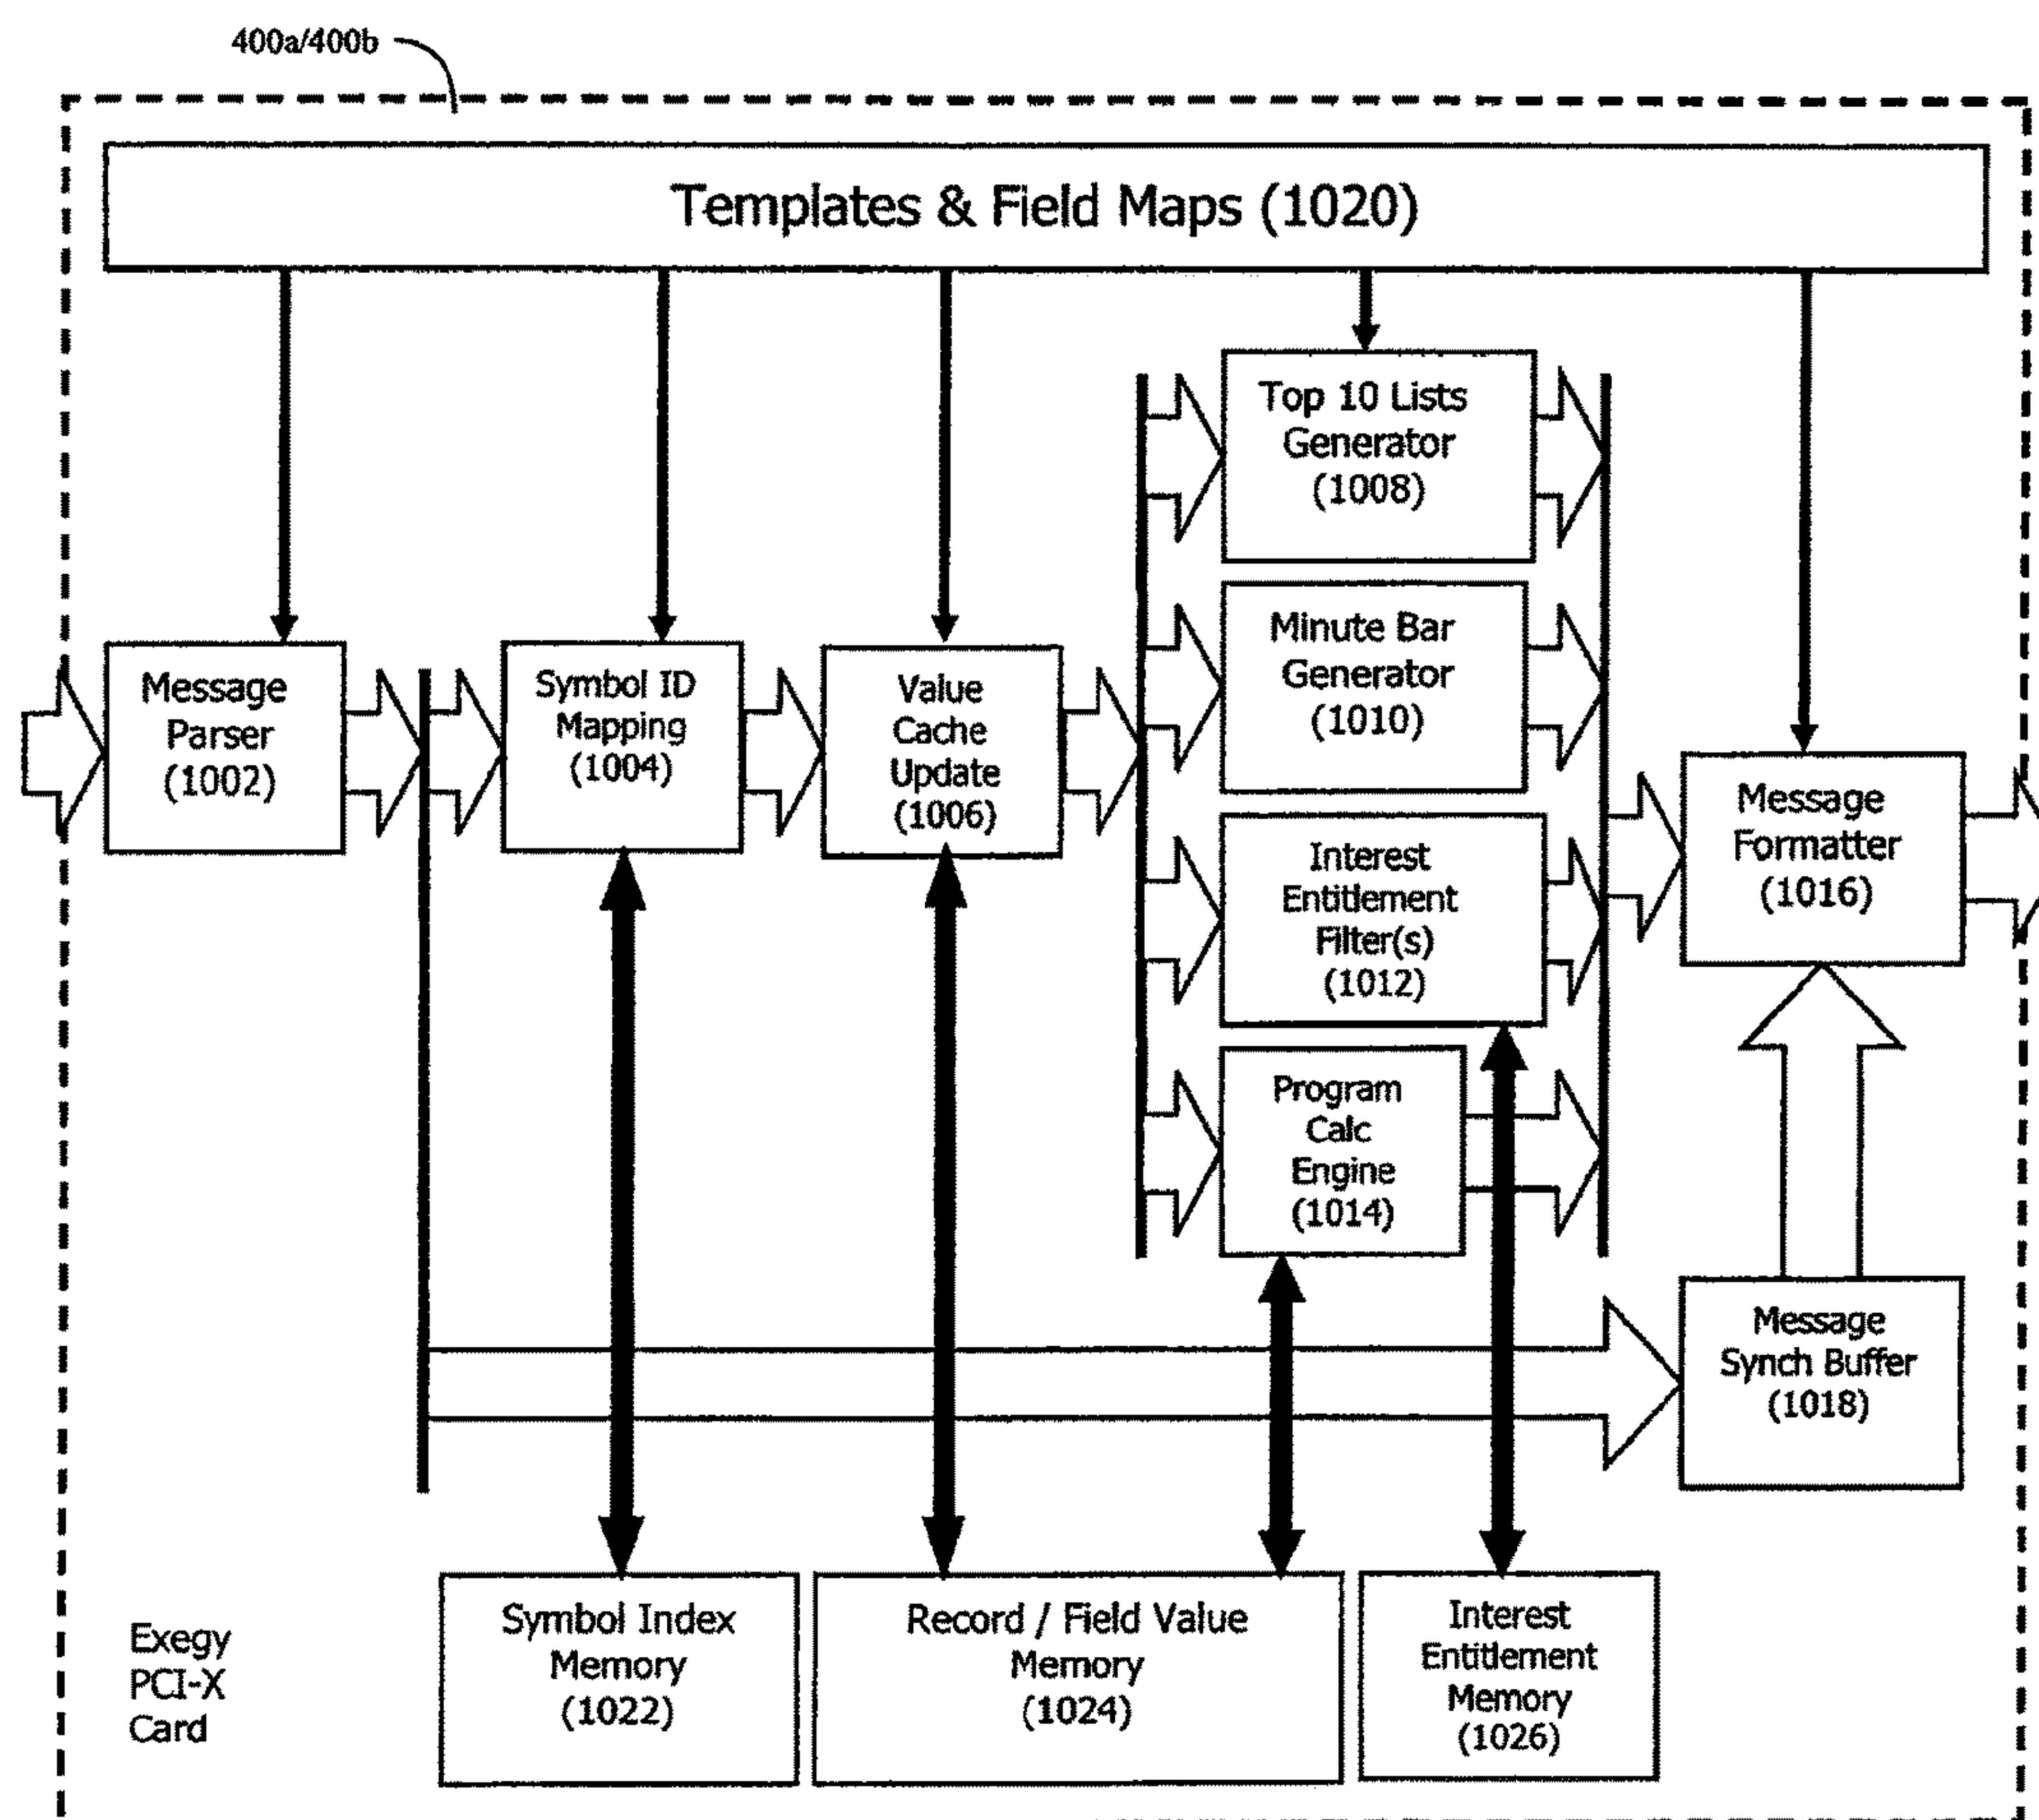 400a/400b
Templates & Field Maps (1020)
Top 10 Lists
Generator
(1008)
Minute Bar
Generator
(1010)
Message
Parser
(1002)
Symbol ID
Mapping
(1004)
Value
Cache
Update
(1006)
Interest
Entitlement
Filter(s)
(1012)
Message
Formatter
(1016)
Program
Calc
Engine
(1014)
Message
Synch Buffer
(1018)
Exegy
PCI-X
Card
Symbol Index
Memory
(1022)
Record / Field Value
Memory
(1024)
Interest
Entitlement
Memory
(1026)